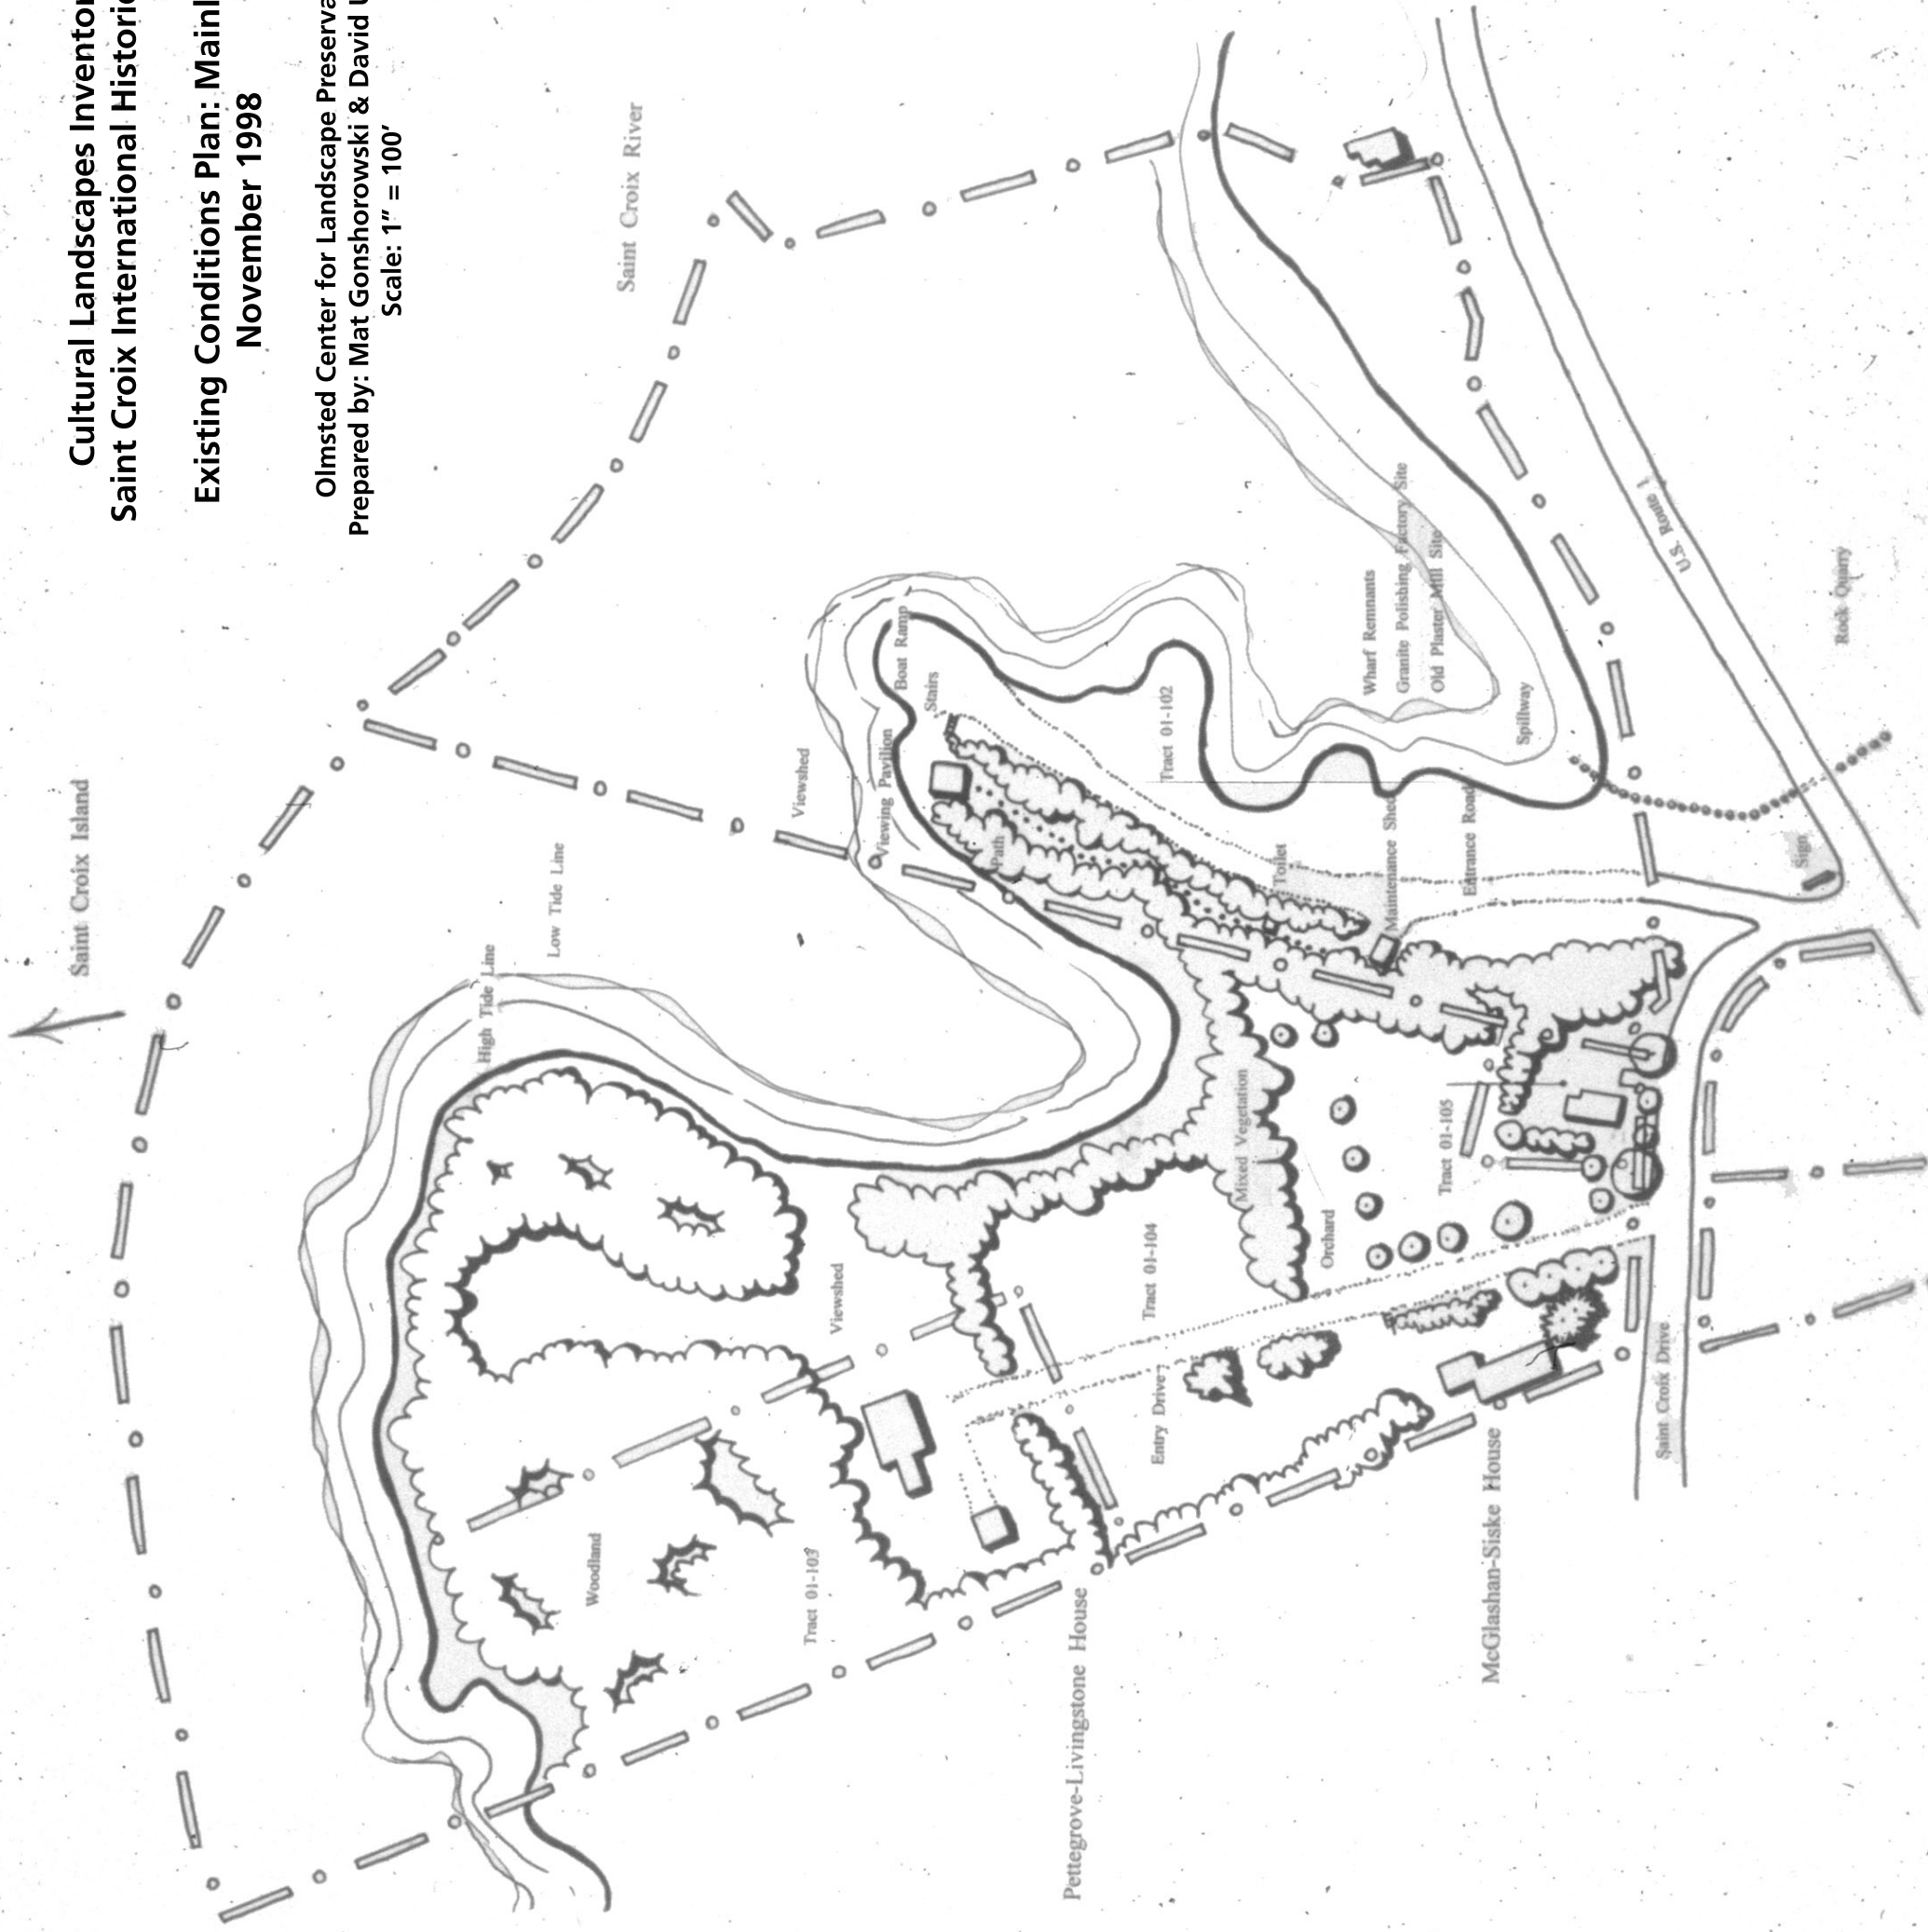 Cultural Landscapes Inventor
Saint Croix International Historic
Existing Conditions Plan: Mainl
November 1998
Olmsted Center for Landscape Preserva
Prepared by: Mat Gonshorowski & David U
Scale: 1" = 100'
Saint Croix Island
Saint Croix River
High Tide Line
Low Tide Line
Viewshed
Viewing Pavilion
Boat Ramp
Stairs
Path
Tract 01-102
Toilet
Wharf Remnants
Granite Polishing Factory Site
Old Plaster Mill Site
Maintenance Shed
Entrance Road
Spillway
U.S. Route 1
Sign
Rock Quarry
Woodland
Tract 01-103
Viewshed
Tract 01-104
Entry Drive
Mixed Vegetation
Orchard
Tract 01-105
Pettegrove-Livingstone House
McGlashan-Siske House
Saint Croix Drive